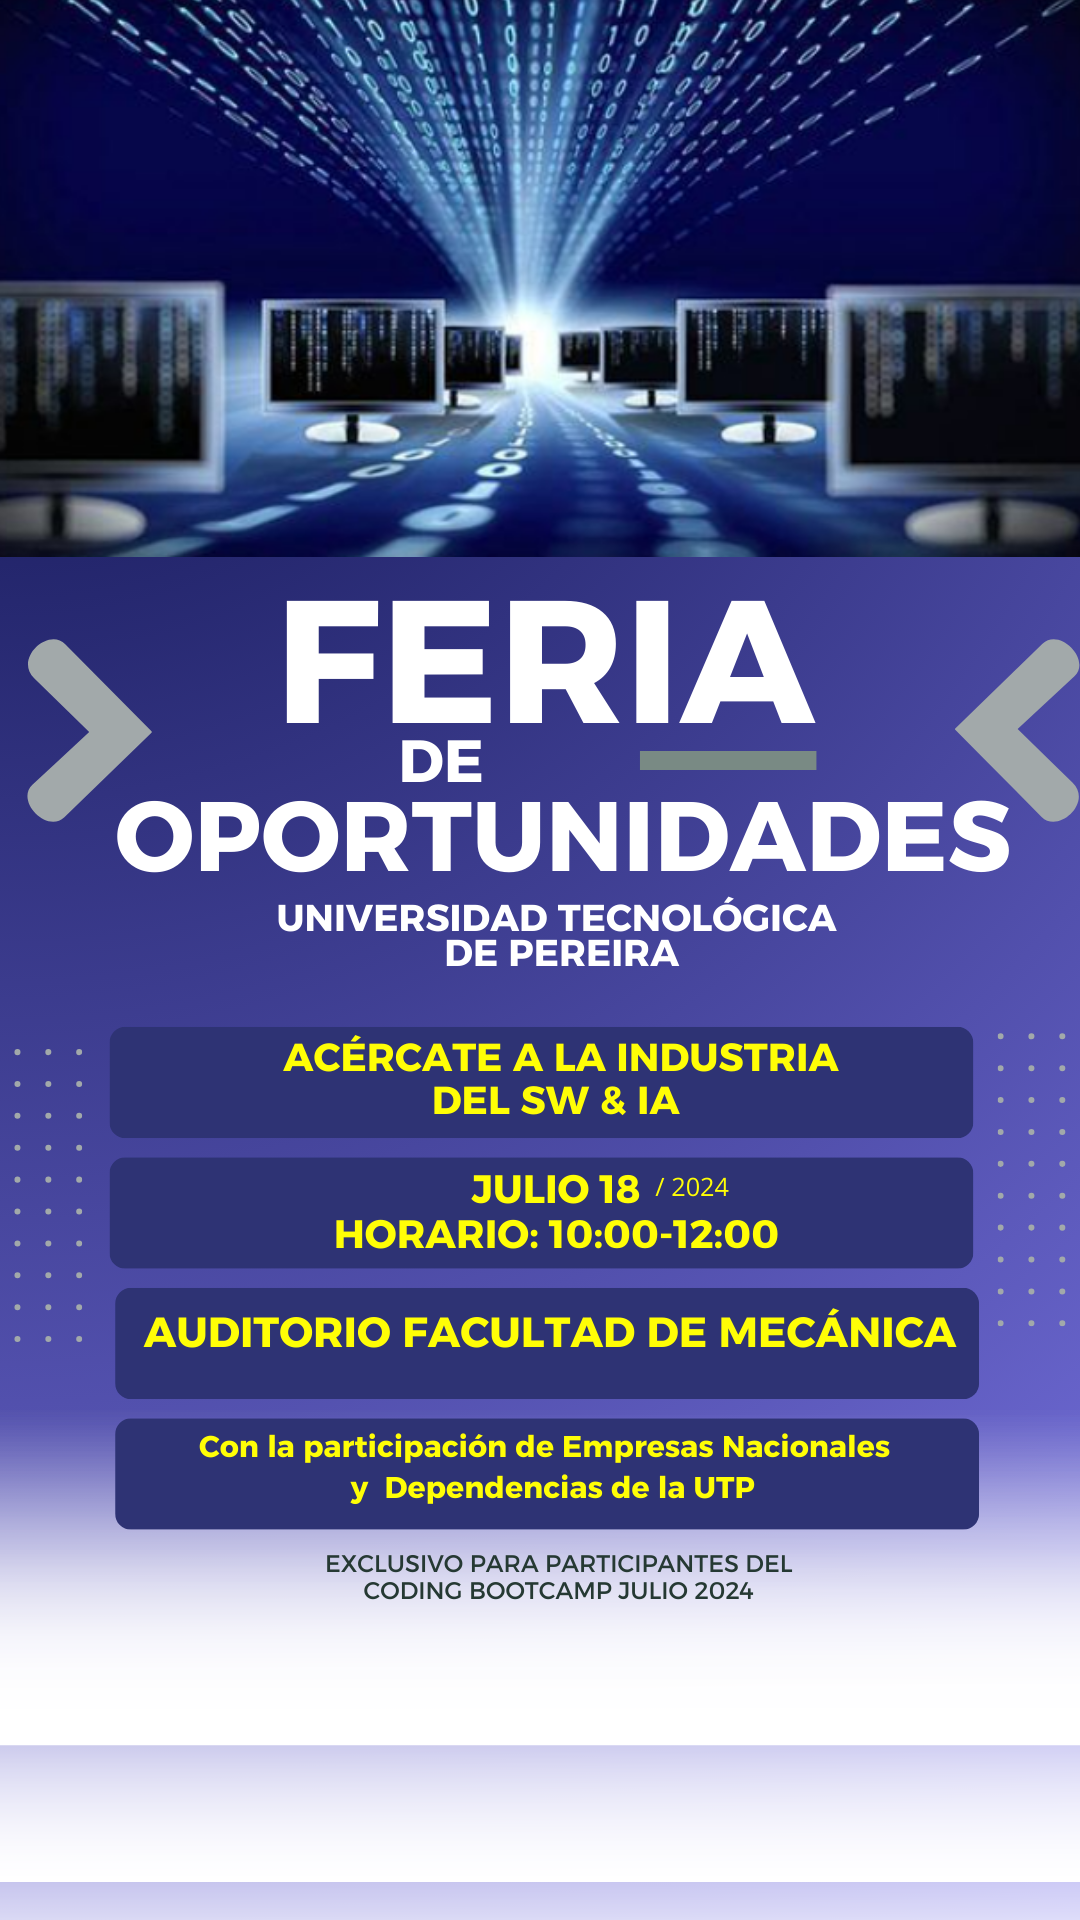 FERIA
DE
OPORTUNIDADES
UNIVERSIDAD TECNOLÓGICA
DE PEREIRA
ACÉRCATE A LA INDUSTRIA
DEL SW & IA
JULIO 18 / 2024
HORARIO: 10:00-12:00
AUDITORIO FACULTAD DE MECÁNICA
Con la participación de Empresas Nacionales
y Dependencias de la UTP
EXCLUSIVO PARA PARTICIPANTES DEL
CODING BOOTCAMP JULIO 2024